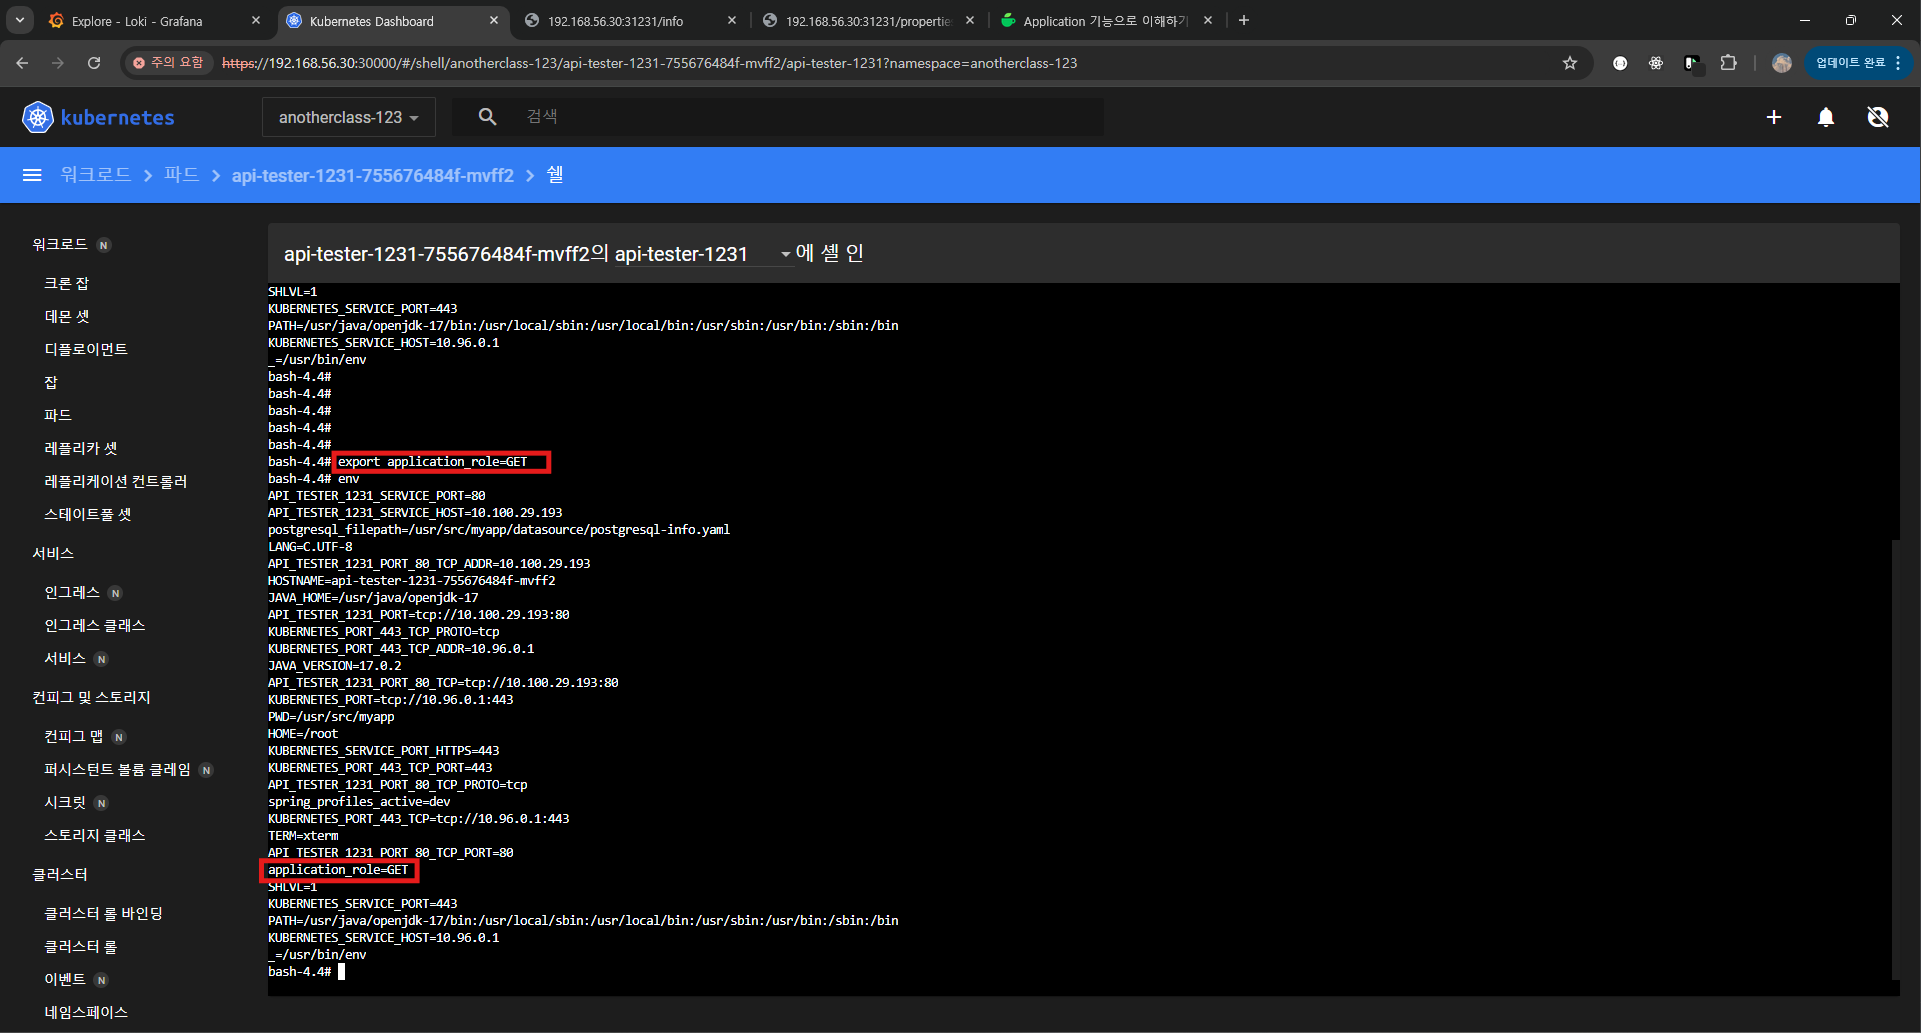 Explore - Loki - Grafana
Kubernetes Dashboard
192.168.56.30:31231/info
192.168.56.30:31231/propertie
Application 기능으로 이해하기
주의 요함
https://192.168.56.30:30000/#/shell/anotherclass-123/api-tester-1231-755676484f-mvff2/api-tester-1231?namespace=anotherclass-123
업데이트 완료
kubernetes
anotherclass-123
검색
워크로드 > 파드 > api-tester-1231-755676484f-mvff2 > 쉘
워크로드 N
크론 잡
데몬 셋
디플로이먼트
잡
파드
레플리카 셋
레플리케이션 컨트롤러
스테이트풀 셋
서비스
인그레스 N
인그레스 클래스
서비스 N
컨피그 및 스토리지
컨피그 맵 N
퍼시스턴트 볼륨 클레임 N
시크릿 N
스토리지 클래스
클러스터
클러스터 롤 바인딩
클러스터 롤
이벤트 N
네임스페이스
api-tester-1231-755676484f-mvff2의 api-tester-1231 에 셸 인
SHLVL=1
KUBERNETES_SERVICE_PORT=443
PATH=/usr/java/openjdk-17/bin:/usr/local/sbin:/usr/local/bin:/usr/sbin:/usr/bin:/sbin:/bin
KUBERNETES_SERVICE_HOST=10.96.0.1
_=/usr/bin/env
bash-4.4#
bash-4.4#
bash-4.4#
bash-4.4#
bash-4.4#
bash-4.4# export application_role=GET
bash-4.4# env
API_TESTER_1231_SERVICE_PORT=80
API_TESTER_1231_SERVICE_HOST=10.100.29.193
postgresql_filepath=/usr/src/myapp/datasource/postgresql-info.yaml
LANG=C.UTF-8
API_TESTER_1231_PORT_80_TCP_ADDR=10.100.29.193
HOSTNAME=api-tester-1231-755676484f-mvff2
JAVA_HOME=/usr/java/openjdk-17
API_TESTER_1231_PORT=tcp://10.100.29.193:80
KUBERNETES_PORT_443_TCP_PROTO=tcp
KUBERNETES_PORT_443_TCP_ADDR=10.96.0.1
JAVA_VERSION=17.0.2
API_TESTER_1231_PORT_80_TCP=tcp://10.100.29.193:80
KUBERNETES_PORT=tcp://10.96.0.1:443
PWD=/usr/src/myapp
HOME=/root
KUBERNETES_SERVICE_PORT_HTTPS=443
KUBERNETES_PORT_443_TCP_PORT=443
API_TESTER_1231_PORT_80_TCP_PROTO=tcp
spring_profiles_active=dev
KUBERNETES_PORT_443_TCP=tcp://10.96.0.1:443
TERM=xterm
API_TESTER_1231_PORT_80_TCP_PORT=80
application_role=GET
SHLVL=1
KUBERNETES_SERVICE_PORT=443
PATH=/usr/java/openjdk-17/bin:/usr/local/sbin:/usr/local/bin:/usr/sbin:/usr/bin:/sbin:/bin
KUBERNETES_SERVICE_HOST=10.96.0.1
_=/usr/bin/env
bash-4.4#